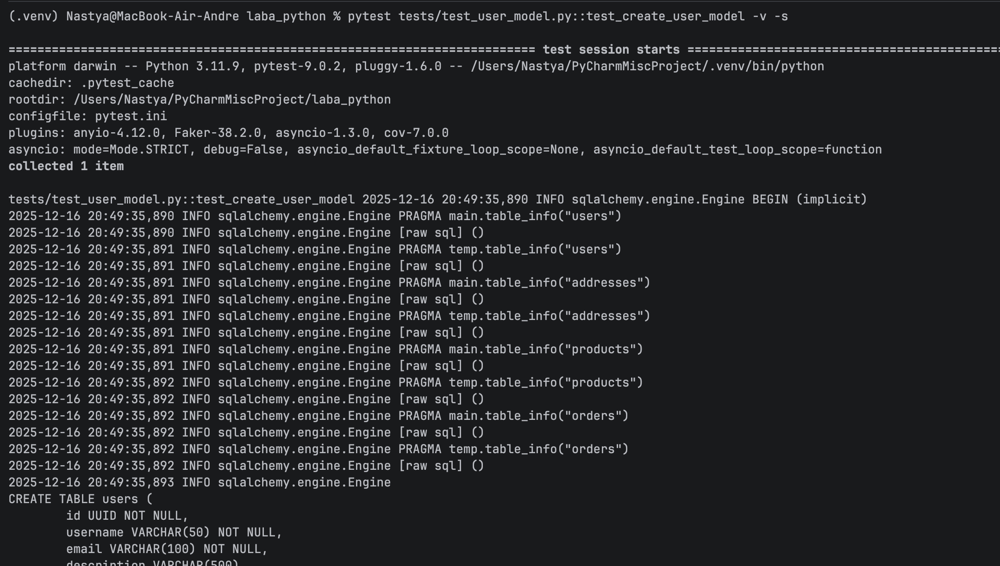 (.venv) Nastya@MacBook-Air-Andre laba_python % pytest tests/test_user_model.py::test_create_user_model -v -s
========================================================================= test session starts ============================================
platform darwin -- Python 3.11.9, pytest-9.0.2, pluggy-1.6.0 -- /Users/Nastya/PyCharmMiscProject/.venv/bin/python
cachedir: .pytest_cache
rootdir: /Users/Nastya/PyCharmMiscProject/laba_python
configfile: pytest.ini
plugins: anyio-4.12.0, Faker-38.2.0, asyncio-1.3.0, cov-7.0.0
asyncio: mode=Mode.STRICT, debug=False, asyncio_default_fixture_loop_scope=None, asyncio_default_test_loop_scope=function
collected 1 item
tests/test_user_model.py::test_create_user_model 2025-12-16 20:49:35,890 INFO sqlalchemy.engine.Engine BEGIN (implicit)
2025-12-16 20:49:35,890 INFO sqlalchemy.engine.Engine PRAGMA main.table_info("users")
2025-12-16 20:49:35,890 INFO sqlalchemy.engine.Engine [raw sql] ()
2025-12-16 20:49:35,891 INFO sqlalchemy.engine.Engine PRAGMA temp.table_info("users")
2025-12-16 20:49:35,891 INFO sqlalchemy.engine.Engine [raw sql] ()
2025-12-16 20:49:35,891 INFO sqlalchemy.engine.Engine PRAGMA main.table_info("addresses")
2025-12-16 20:49:35,891 INFO sqlalchemy.engine.Engine [raw sql] ()
2025-12-16 20:49:35,891 INFO sqlalchemy.engine.Engine PRAGMA temp.table_info("addresses")
2025-12-16 20:49:35,891 INFO sqlalchemy.engine.Engine [raw sql] ()
2025-12-16 20:49:35,891 INFO sqlalchemy.engine.Engine PRAGMA main.table_info("products")
2025-12-16 20:49:35,891 INFO sqlalchemy.engine.Engine [raw sql] ()
2025-12-16 20:49:35,892 INFO sqlalchemy.engine.Engine PRAGMA temp.table_info("products")
2025-12-16 20:49:35,892 INFO sqlalchemy.engine.Engine [raw sql] ()
2025-12-16 20:49:35,892 INFO sqlalchemy.engine.Engine PRAGMA main.table_info("orders")
2025-12-16 20:49:35,892 INFO sqlalchemy.engine.Engine [raw sql] ()
2025-12-16 20:49:35,892 INFO sqlalchemy.engine.Engine PRAGMA temp.table_info("orders")
2025-12-16 20:49:35,892 INFO sqlalchemy.engine.Engine [raw sql] ()
2025-12-16 20:49:35,893 INFO sqlalchemy.engine.Engine
CREATE TABLE users (
id UUID NOT NULL,
username VARCHAR(50) NOT NULL,
email VARCHAR(100) NOT NULL,
description VARCHAR(500)